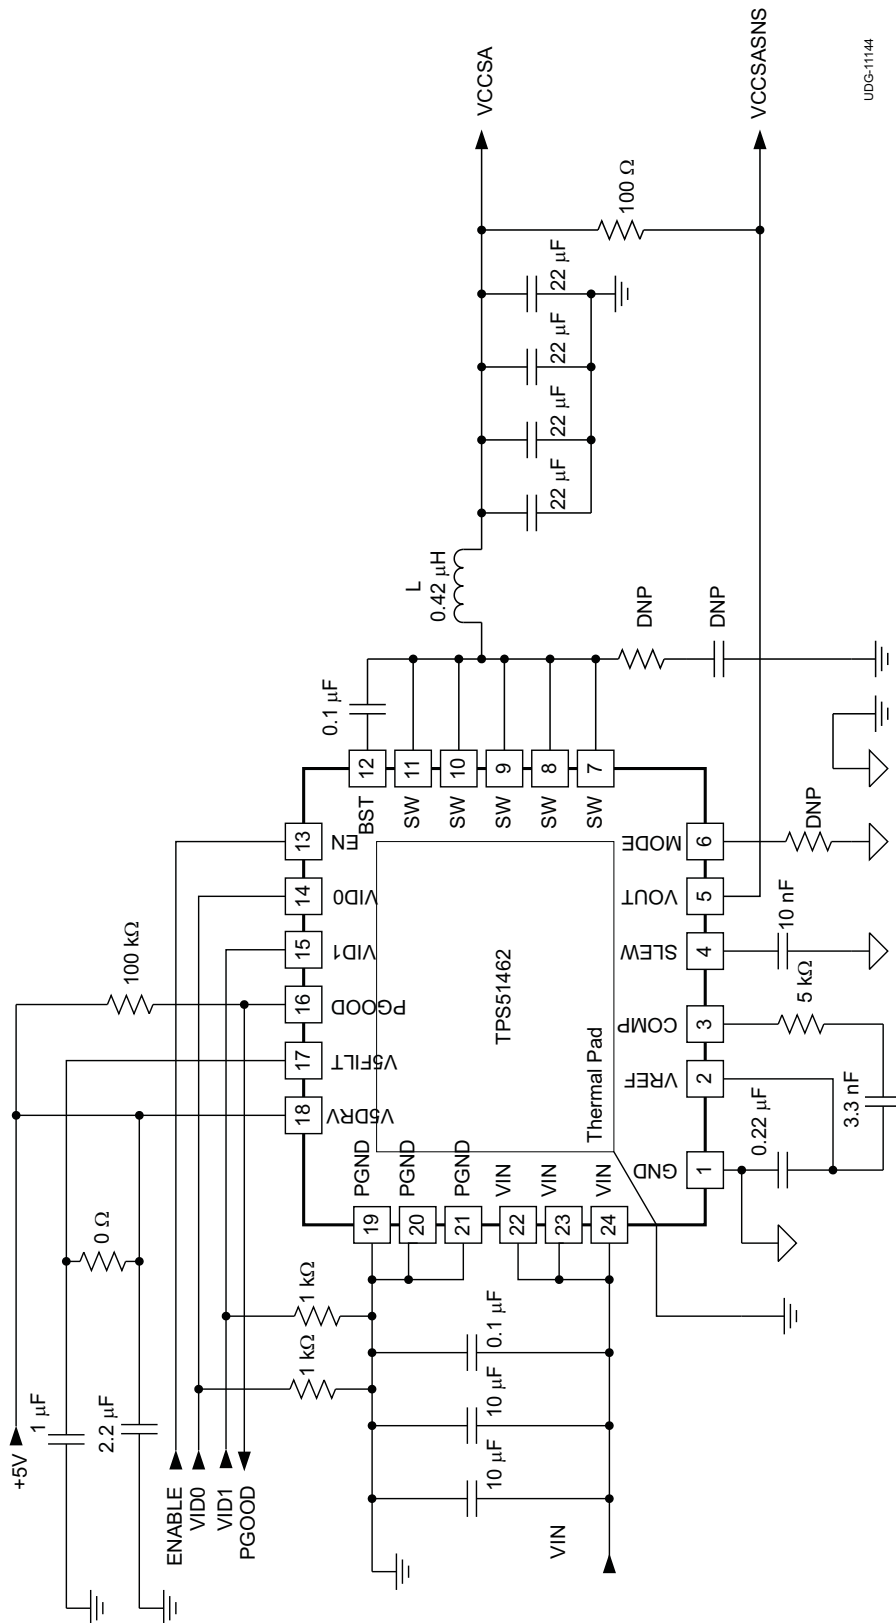 +5V
1 µF
2.2 µF
0 Ω
100 kΩ
ENABLE
VID0
VID1
PGOOD
1 kΩ
1 kΩ
18
17
16
15
14
13
V5DRV
V5FILT
PGOOD
VID1
VID0
EN
19
20
21
22
23
24
PGND
PGND
PGND
VIN
VIN
VIN
10 µF
10 µF
0.1 µF
VIN
TPS51462
Thermal Pad
12
11
10
9
8
7
BST
SW
SW
SW
SW
SW
0.1 µF
L
0.42 µH
22 µF
22 µF
22 µF
22 µF
VCCSA
100 Ω
VCCSASNS
DNP
DNP
GND
VREF
COMP
SLEW
VOUT
MODE
1
2
3
4
5
6
0.22 µF
3.3 nF
5 kΩ
10 nF
DNP
UDG-11144